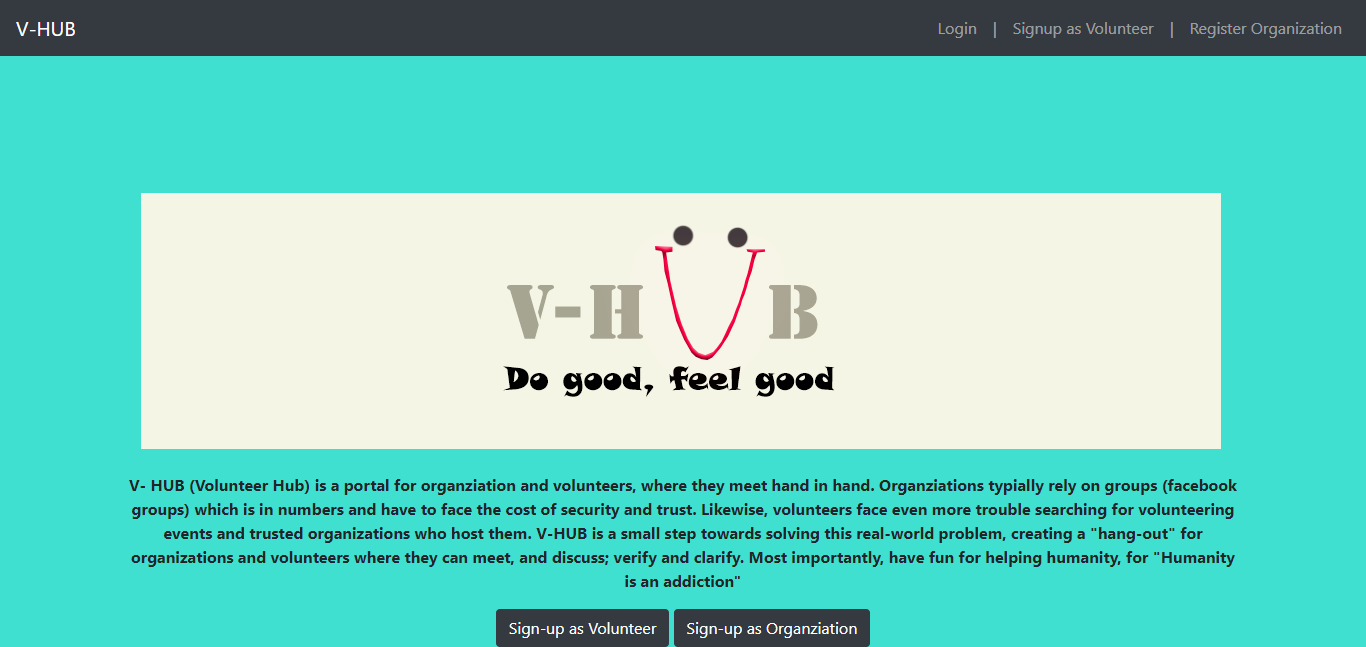 V-HUB
Login | Signup as Volunteer | Register Organization
V-HUB
Do good, feel good
V- HUB (Volunteer Hub) is a portal for organziation and volunteers, where they meet hand in hand. Organziations typially rely on groups (facebook
groups) which is in numbers and have to face the cost of security and trust. Likewise, volunteers face even more trouble searching for volunteering
events and trusted organizations who host them. V-HUB is a small step towards solving this real-world problem, creating a "hang-out" for
organizations and volunteers where they can meet, and discuss; verify and clarify. Most importantly, have fun for helping humanity, for "Humanity
is an addiction"
Sign-up as Volunteer Sign-up as Organziation